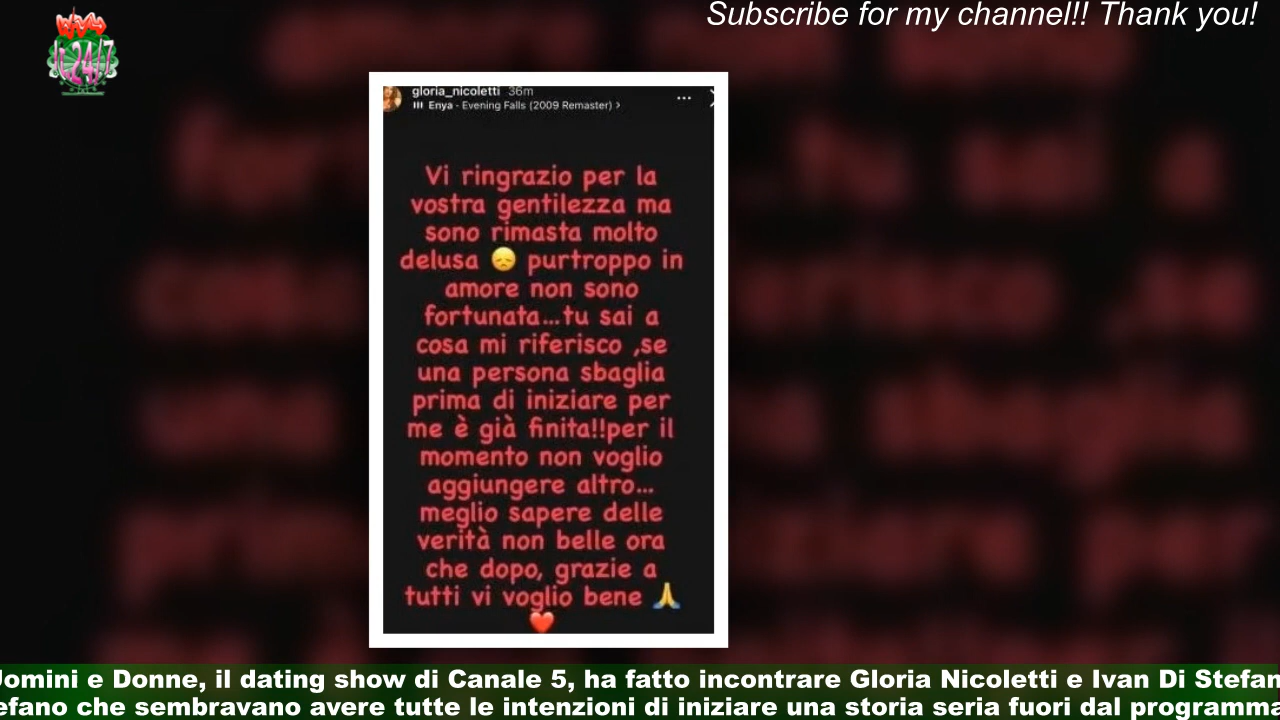 Subscribe for my channel!! Thank you!
24/7
gloria_nicoletti 36m
Enya · Evening Falls (2009 Remaster) >
Vi ringrazio per la
vostra gentilezza ma
sono rimasta molto
delusa 😞 purtroppo in
amore non sono
fortunata...tu sai a
cosa mi riferisco ,se
una persona sbaglia
prima di iniziare per
me è già finita!!per il
momento non voglio
aggiungere altro...
meglio sapere delle
verità non belle ora
che dopo, grazie a
tutti vi voglio bene 🙏
❤️
Uomini e Donne, il dating show di Canale 5, ha fatto incontrare Gloria Nicoletti e Ivan Di Stefan
efano che sembravano avere tutte le intenzioni di iniziare una storia seria fuori dal programma